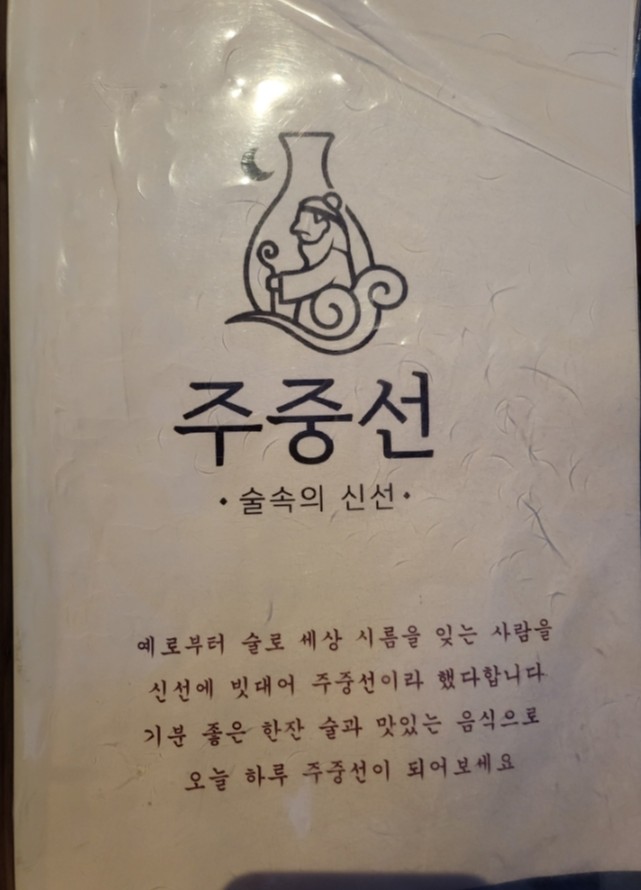 주중선
• 술속의 신선 •
예로부터 술로 세상 시름을 잊는 사람을
신선에 빗대어 주중선이라 했다합니다
기분 좋은 한잔 술과 맛있는 음식으로
오늘 하루 주중선이 되어보세요